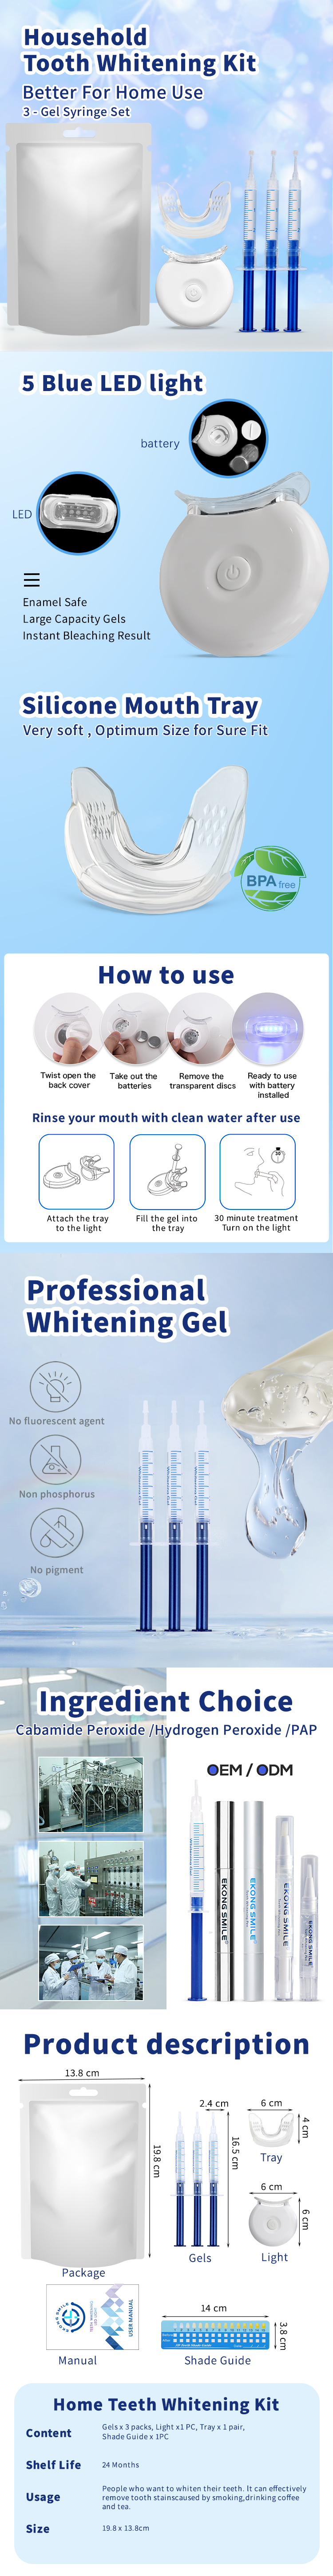 Household
Tooth Whitening Kit
Better For Home Use
3 - Gel Syringe Set
5 Blue LED light
battery
LED
Enamel Safe
Large Capacity Gels
Instant Bleaching Result
Silicone Mouth Tray
Very soft , Optimum Size for Sure Fit
BPA free
How to use
Twist open the
back cover
Take out the
batteries
Remove the
transparent discs
Ready to use
with battery
installed
Rinse your mouth with clean water after use
30
Attach the tray
to the light
Fill the gel into
the tray
30 minute treatment
Turn on the light
Professional
Whitening Gel
No fluorescent agent
Non phosphorus
No pigment
Ingredient Choice
Cabamide Peroxide /Hydrogen Peroxide /PAP
OEM / ODM
EKONG SMILE
EKONG SMILE
EKONG SMILE
EKONG SMILE
Product description
13.8 cm
19.8 cm
Package
2.4 cm
16.5 cm
Gels
6 cm
4 cm
Tray
6 cm
6 cm
Light
USER MANUAL
Manual
14 cm
3.8 cm
Shade Guide
Home Teeth Whitening Kit
Content
Gels x 3 packs, Light x1 PC, Tray x 1 pair,
Shade Guide x 1PC
Shelf Life
24 Months
Usage
People who want to whiten their teeth. It can effectively
remove tooth stainscaused by smoking,drinking coffee
and tea.
Size
19.8 x 13.8cm